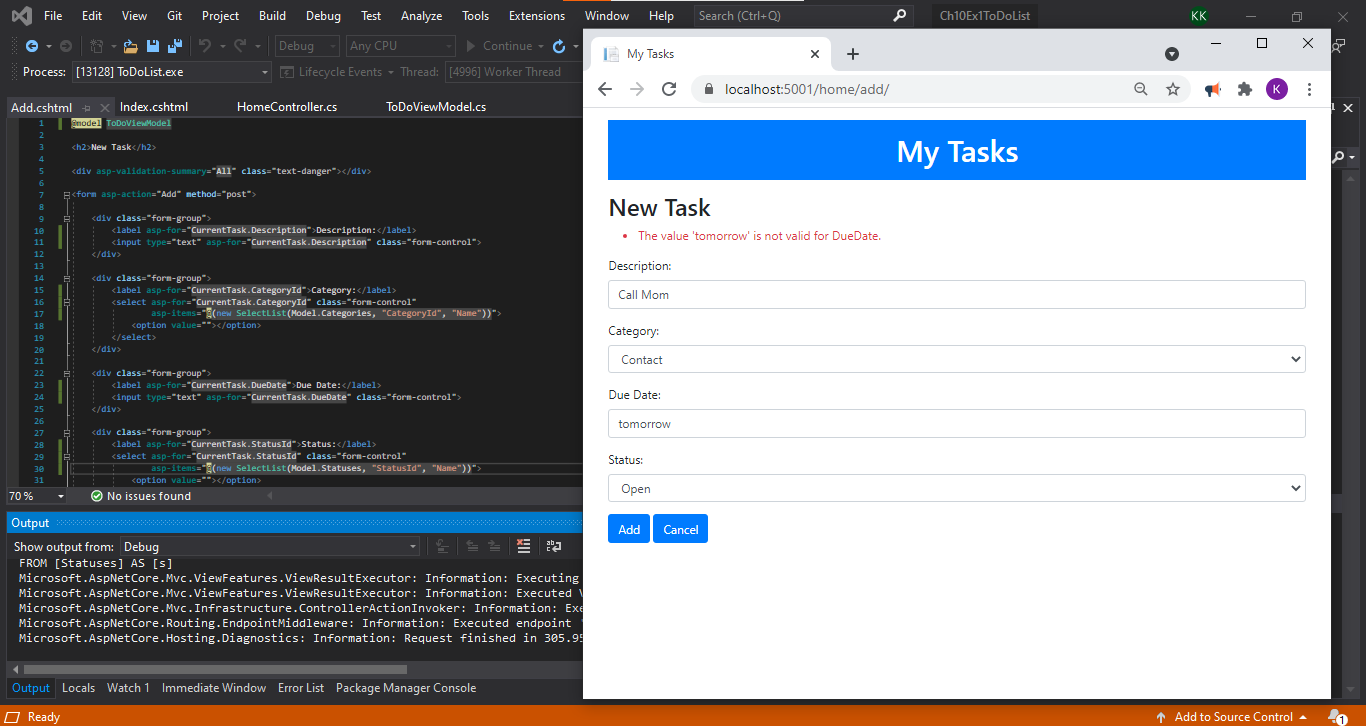 File Edit View Git Project Build Debug Test Analyze Tools Extensions Window Help Search (Ctrl+Q) Ch10Ex1ToDoList KK
Debug Any CPU Continue
Process: [13128] ToDoList.exe Lifecycle Events Thread: [4996] Worker Thread
Add.cshtml Index.cshtml HomeController.cs ToDoViewModel.cs
1 @model ToDoViewModel
2
3 <h2>New Task</h2>
4
5 <div asp-validation-summary="All" class="text-danger"></div>
6
7 <form asp-action="Add" method="post">
8
9 <div class="form-group">
10 <label asp-for="CurrentTask.Description">Description:</label>
11 <input type="text" asp-for="CurrentTask.Description" class="form-control">
12 </div>
13
14 <div class="form-group">
15 <label asp-for="CurrentTask.CategoryId">Category:</label>
16 <select asp-for="CurrentTask.CategoryId" class="form-control"
17 asp-items="@(new SelectList(Model.Categories, "CategoryId", "Name"))">
18 <option value=""></option>
19 </select>
20 </div>
21
22 <div class="form-group">
23 <label asp-for="CurrentTask.DueDate">Due Date:</label>
24 <input type="text" asp-for="CurrentTask.DueDate" class="form-control">
25 </div>
26
27 <div class="form-group">
28 <label asp-for="CurrentTask.StatusId">Status:</label>
29 <select asp-for="CurrentTask.StatusId" class="form-control"
30 asp-items="@(new SelectList(Model.Statuses, "StatusId", "Name"))">
31 <option value=""></option>
70 % No issues found
Output
Show output from: Debug
FROM [Statuses] AS [s]
Microsoft.AspNetCore.Mvc.ViewFeatures.ViewResultExecutor: Information: Executing
Microsoft.AspNetCore.Mvc.ViewFeatures.ViewResultExecutor: Information: Executed V
Microsoft.AspNetCore.Mvc.Infrastructure.ControllerActionInvoker: Information: Exe
Microsoft.AspNetCore.Routing.EndpointMiddleware: Information: Executed endpoint '
Microsoft.AspNetCore.Hosting.Diagnostics: Information: Request finished in 305.95
Output Locals Watch 1 Immediate Window Error List Package Manager Console
Ready Add to Source Control 1
My Tasks
localhost:5001/home/add/ K
My Tasks
New Task
• The value 'tomorrow' is not valid for DueDate.
Description:
Call Mom
Category:
Contact
Due Date:
tomorrow
Status:
Open
Add Cancel